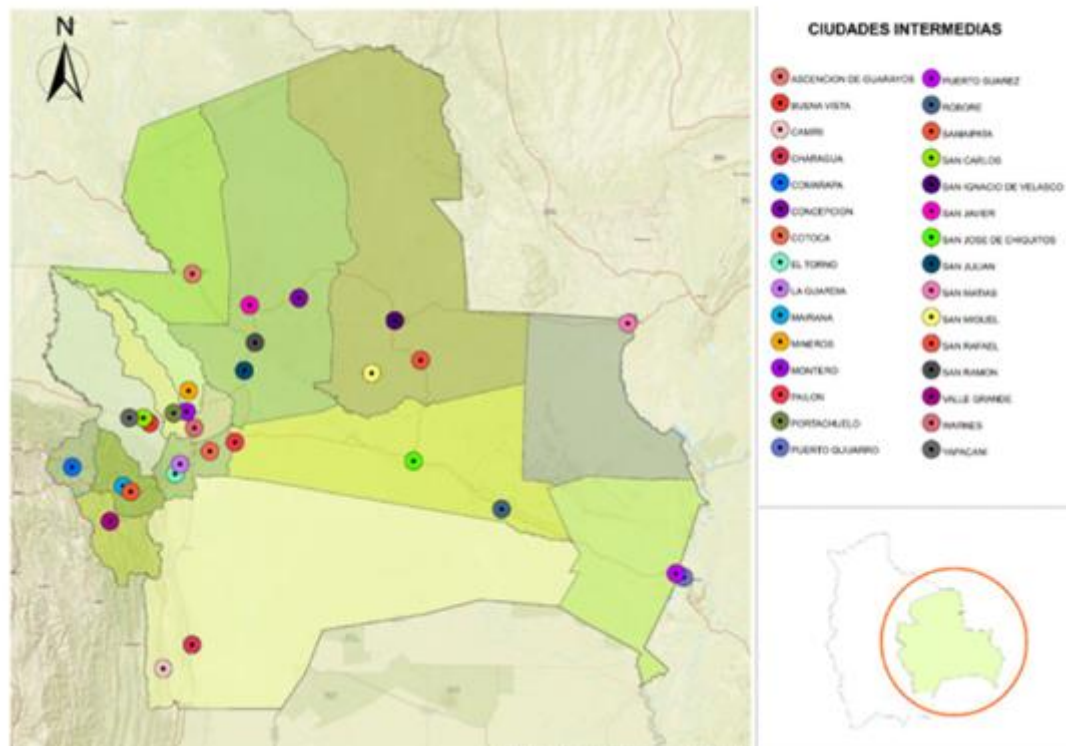 N
CIUDADES INTERMEDIAS
ASCENCION DE GUARAYOS
BUENA VISTA
CAMIRI
CHARAGUA
COMARAPA
CONCEPCION
COTOCA
EL TORNO
LA GUARDIA
MAIRANA
MINEROS
MONTERO
PAILON
PORTACHUELO
PUERTO QUIJARRO
PUERTO SUAREZ
ROBORE
SAMAIPATA
SAN CARLOS
SAN IGNACIO DE VELASCO
SAN JAVIER
SAN JOSE DE CHIQUITOS
SAN JULIAN
SAN MATIAS
SAN MIGUEL
SAN RAFAEL
SAN RAMON
VALLE GRANDE
WARNES
YAPACANI